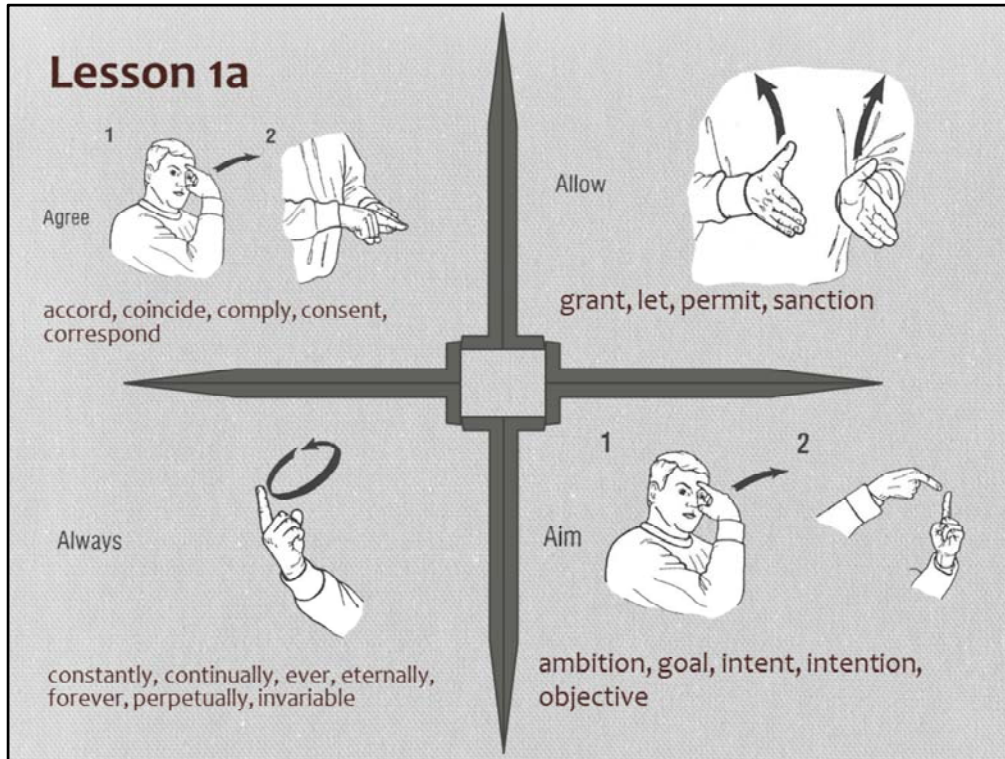 Lesson 1a
1
2
Agree
accord, coincide, comply, consent,
correspond
Allow
grant, let, permit, sanction
Always
constantly, continually, ever, eternally,
forever, perpetually, invariable
1
2
Aim
ambition, goal, intent, intention,
objective